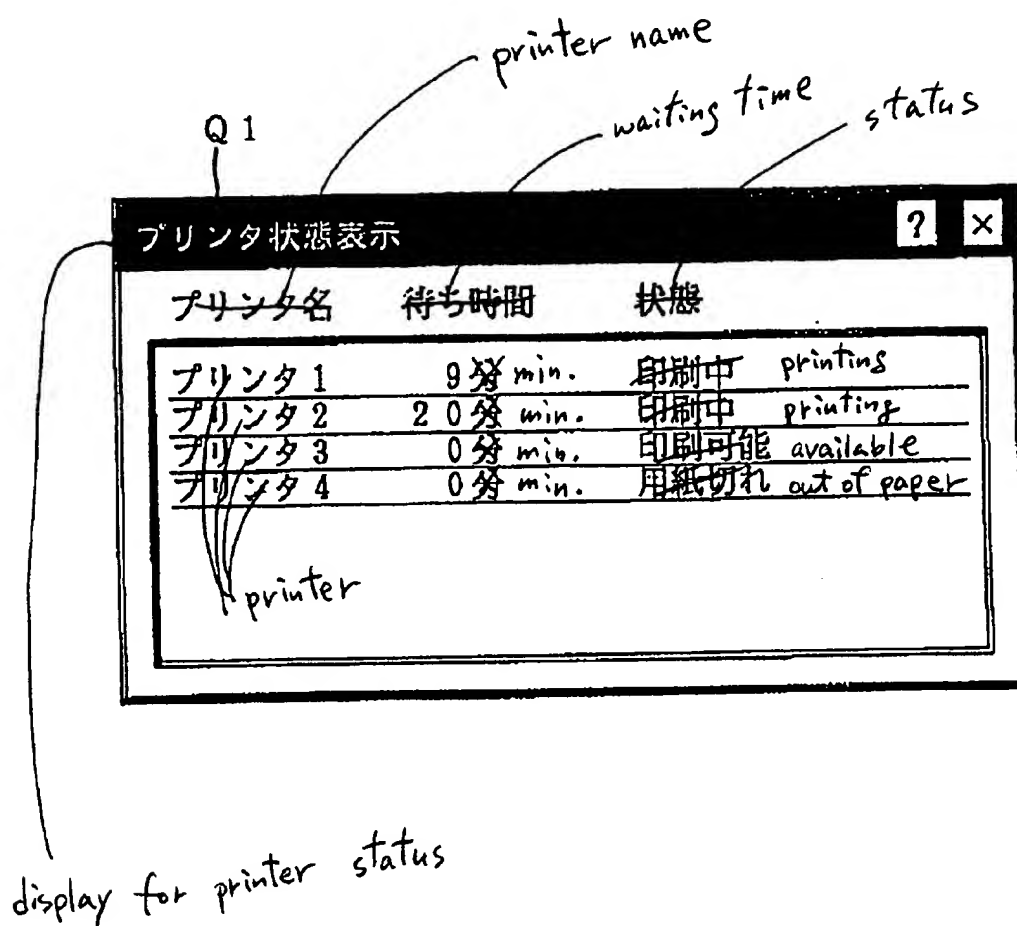 printer name
waiting time
status
Q 1
プリンタ状態表示 ? ×
プリンタ名 待ち時間 状態
プリンタ1 9分 min. 印刷中 printing
プリンタ2 20分 min. 印刷中 printing
プリンタ3 0分 min. 印刷可能 available
プリンタ4 0分 min. 用紙切れ out of paper
printer
display for printer status